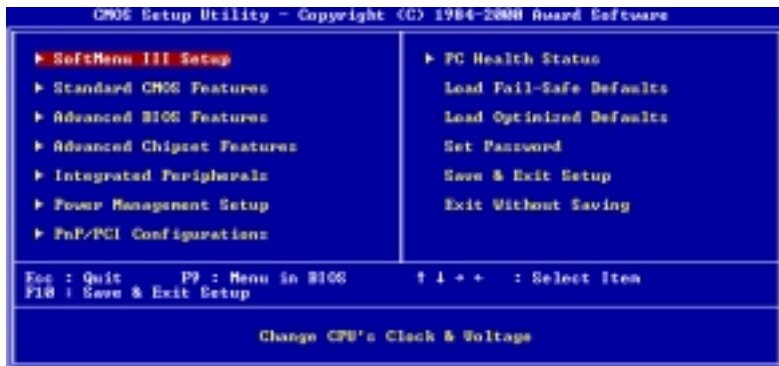 CMOS Setup Utility - Copyright (C) 1984-2000 Award Software
▶ SoftMenu III Setup
▶ Standard CMOS Features
▶ Advanced BIOS Features
▶ Advanced Chipset Features
▶ Integrated Peripherals
▶ Power Management Setup
▶ PnP/PCI Configurations
▶ PC Health Status
Load Fail-Safe Defaults
Load Optimized Defaults
Set Password
Save & Exit Setup
Exit Without Saving
Esc : Quit F9 : Menu in BIOS ↑ ↓ → ← : Select Item
F10 : Save & Exit Setup
Change CPU's Clock & Voltage